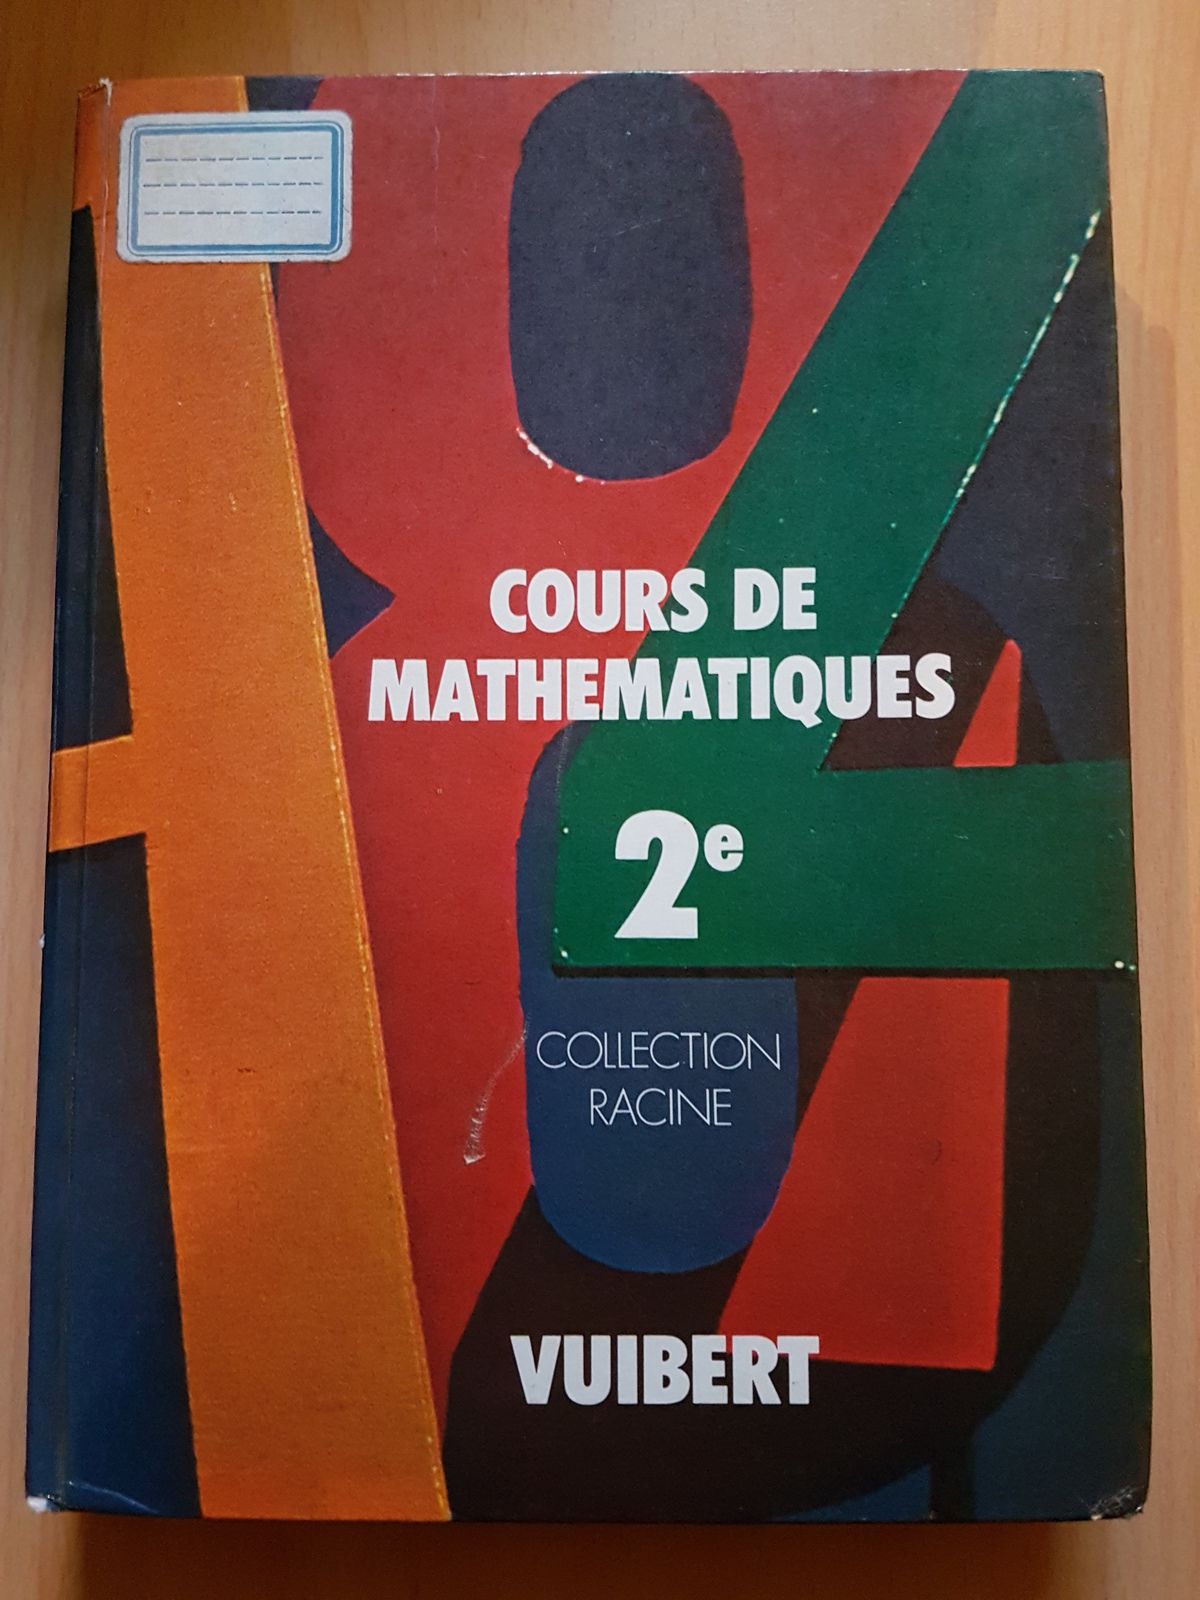 COURS DE
MATHEMATIQUES
2e
COLLECTION
RACINE
VUIBERT